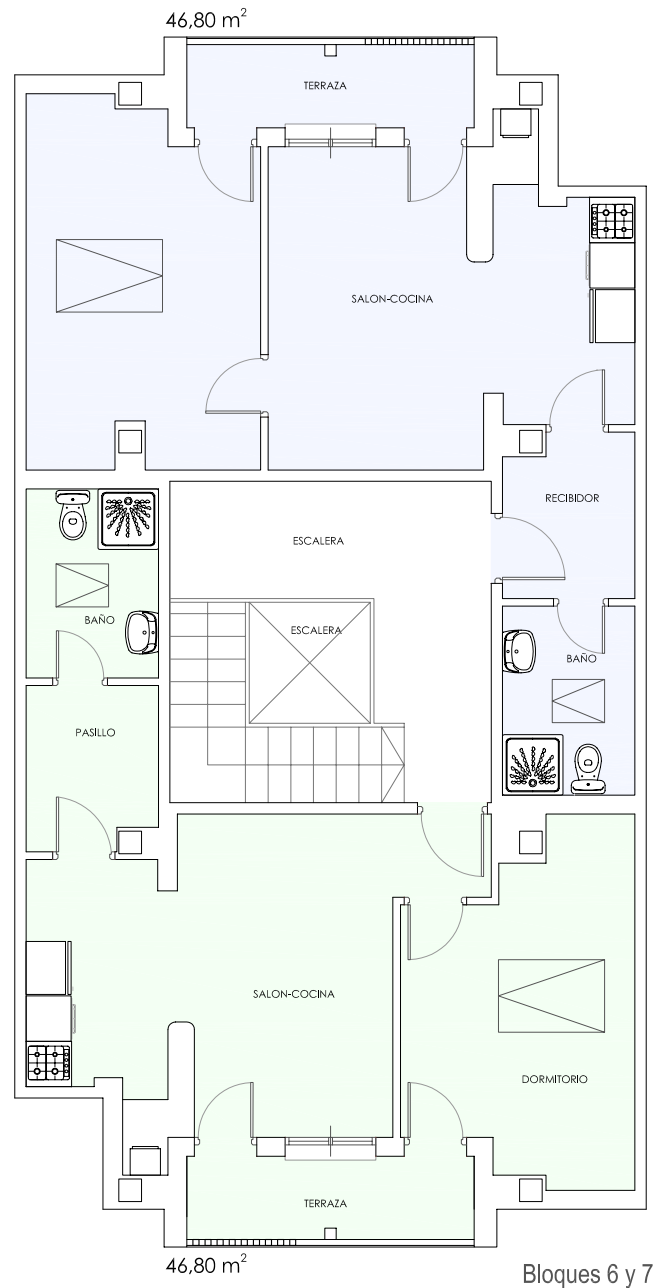 46,80 m²
TERRAZA
SALON-COCINA
RECIBIDOR
ESCALERA
ESCALERA
BAÑO
BAÑO
PASILLO
SALON-COCINA
DORMITORIO
TERRAZA
46,80 m²
Bloques 6 y 7